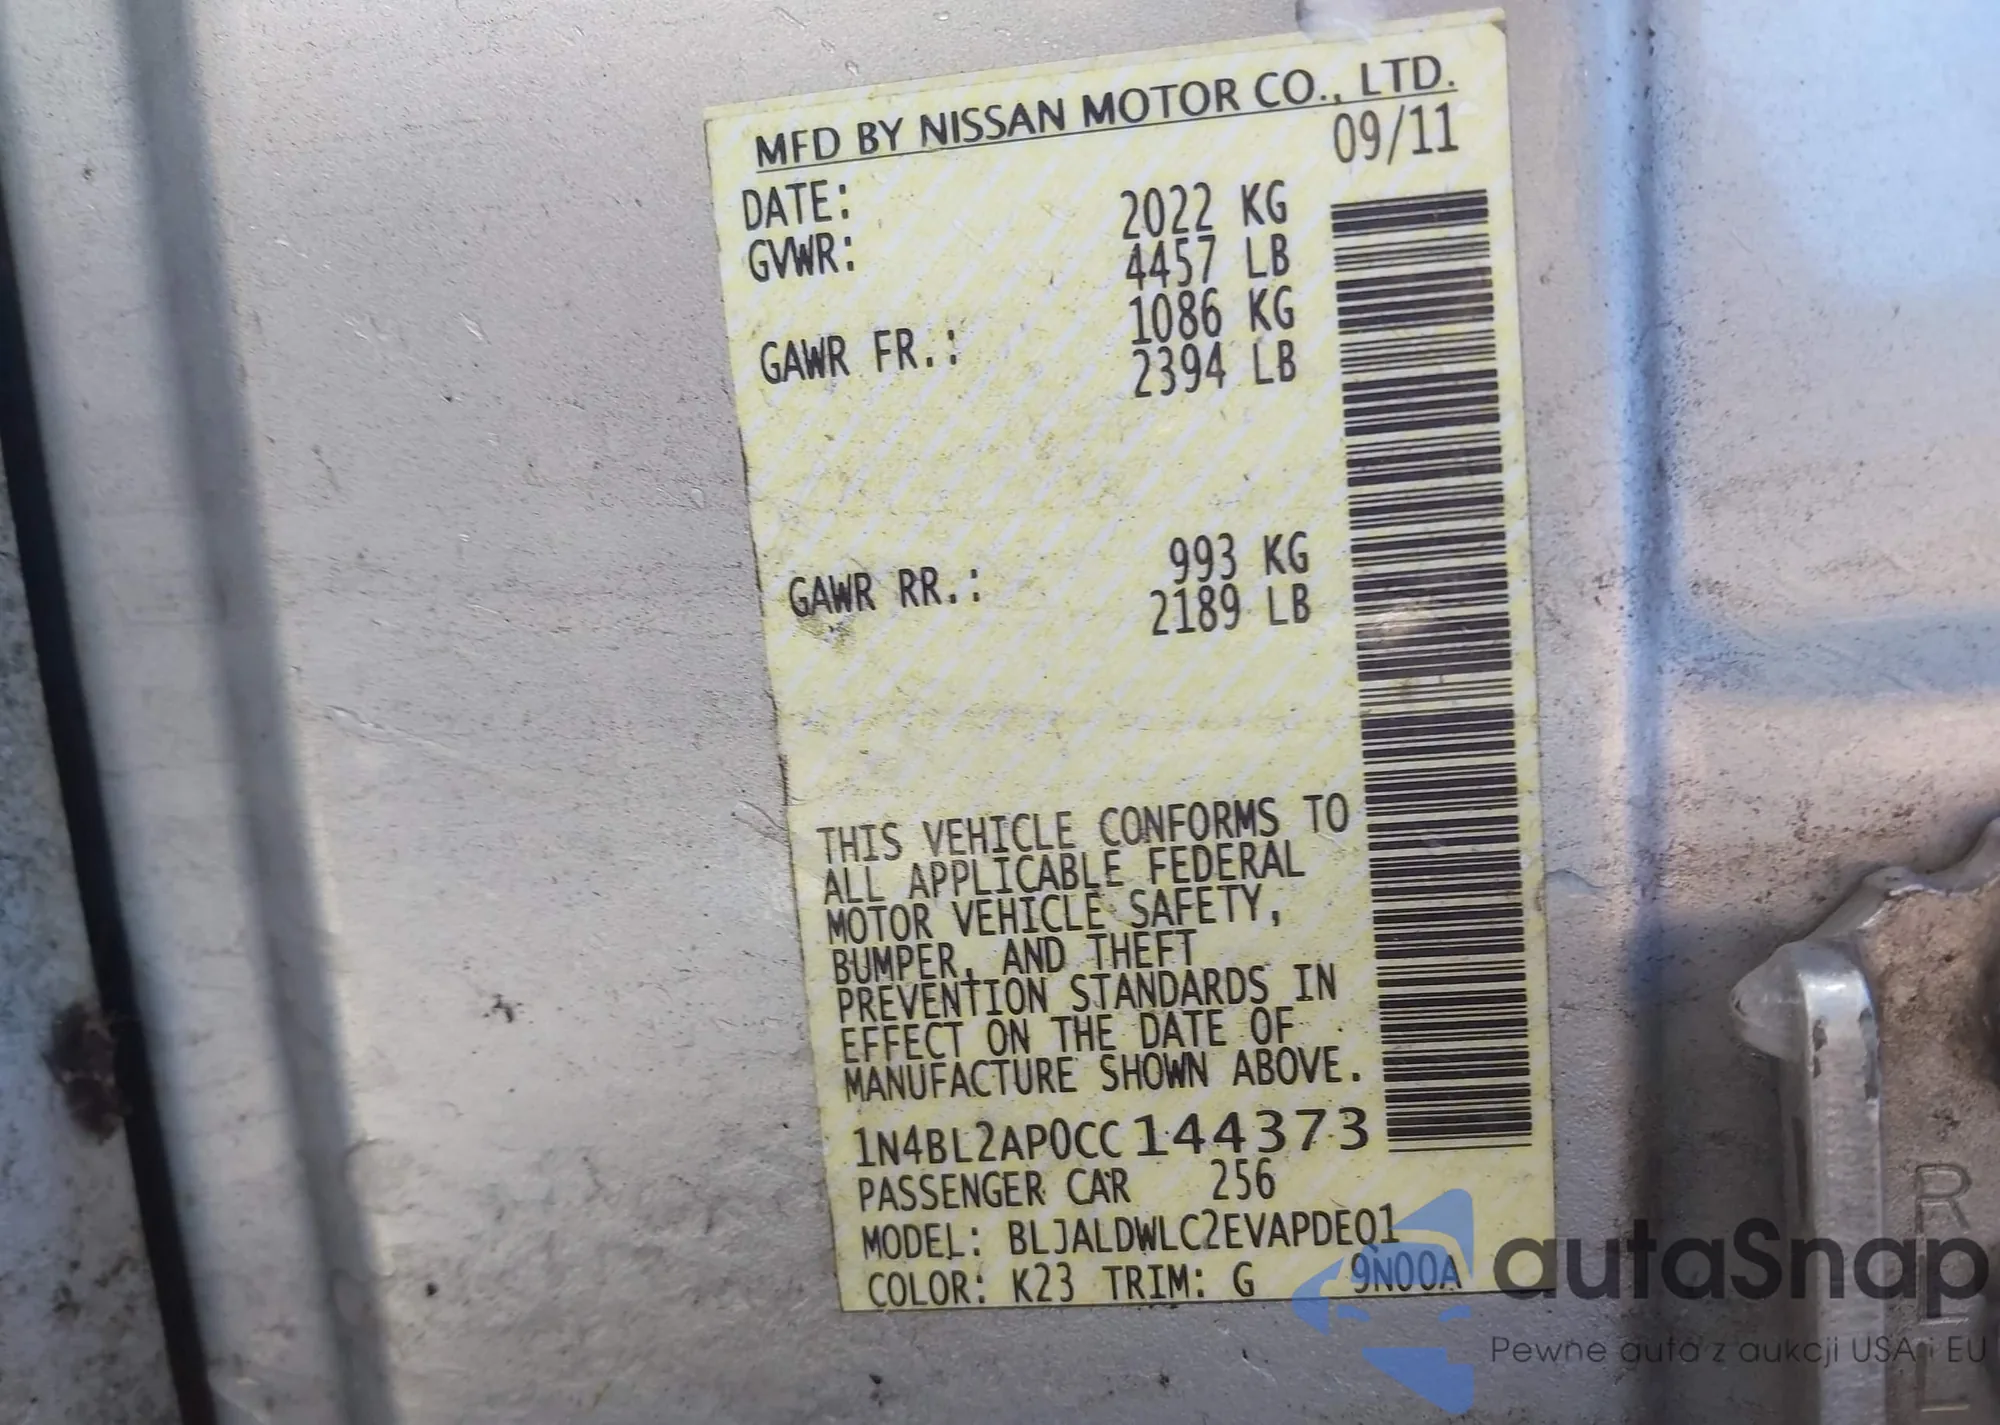 MFD BY NISSAN MOTOR CO., LTD.
DATE: 09/11
GVWR: 2022 KG
4457 LB
GAWR FR.: 1086 KG
2394 LB
GAWR RR.: 993 KG
2189 LB
THIS VEHICLE CONFORMS TO
ALL APPLICABLE FEDERAL
MOTOR VEHICLE SAFETY,
BUMPER, AND THEFT
PREVENTION STANDARDS IN
EFFECT ON THE DATE OF
MANUFACTURE SHOWN ABOVE.
1N4BL2AP0CC144373
PASSENGER CAR 256
MODEL: BLJALDWLC2EVAPDE01
COLOR: K23 TRIM: G 9N00A
autaSnap
Pewne auta z aukcji USA i EU